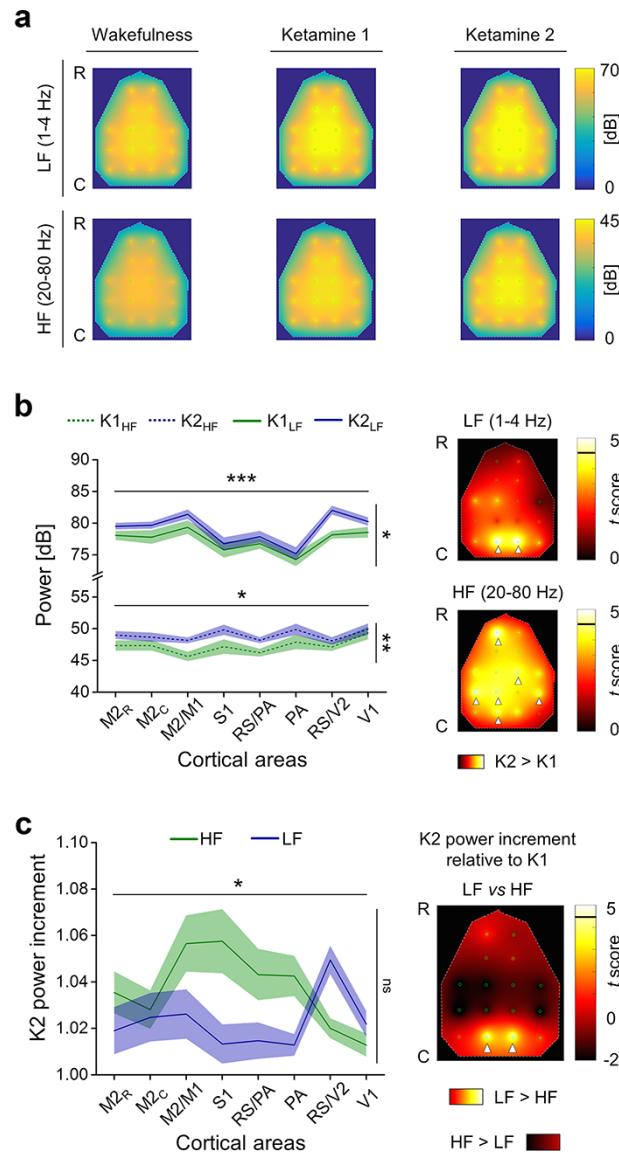 a
Wakefulness Ketamine 1 Ketamine 2
LF (1-4 Hz)
R
C
70
[dB]
0
HF (20-80 Hz)
R
C
45
[dB]
0
b
K1HF K2HF K1LF K2LF
Power [dB]
90
85
80
75
55
50
45
40
***
*
*
**
M2R M2C M2/M1 S1 RS/PA PA RS/V2 V1
Cortical areas
LF (1-4 Hz)
R
C
5
t score
0
HF (20-80 Hz)
R
C
5
t score
0
K2 > K1
c
HF LF
K2 power increment
1.10
1.08
1.06
1.04
1.02
1.00
*
ns
M2R M2C M2/M1 S1 RS/PA PA RS/V2 V1
Cortical areas
K2 power increment
relative to K1
LF vs HF
R
C
5
t score
0
-2
LF > HF
HF > LF